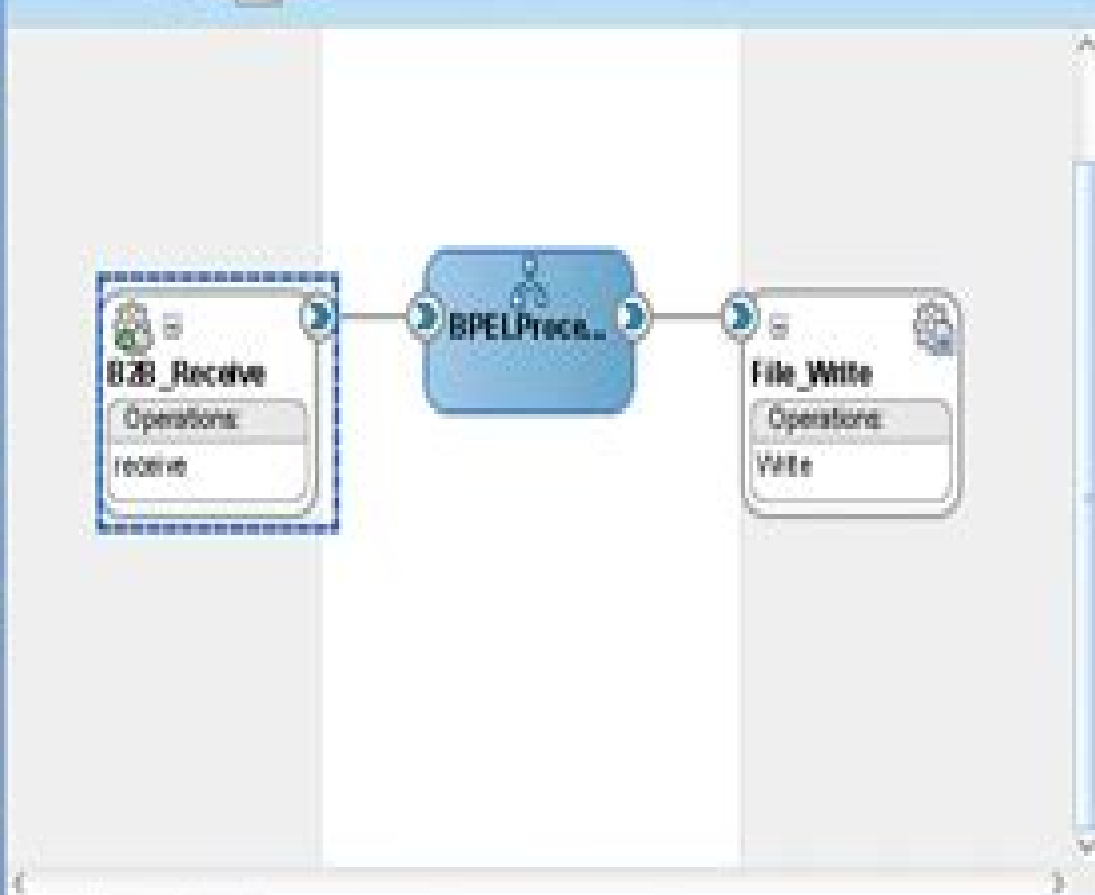 B2B_Receive
Operations:
receive
BPELProce...
File_Write
Operations:
Write